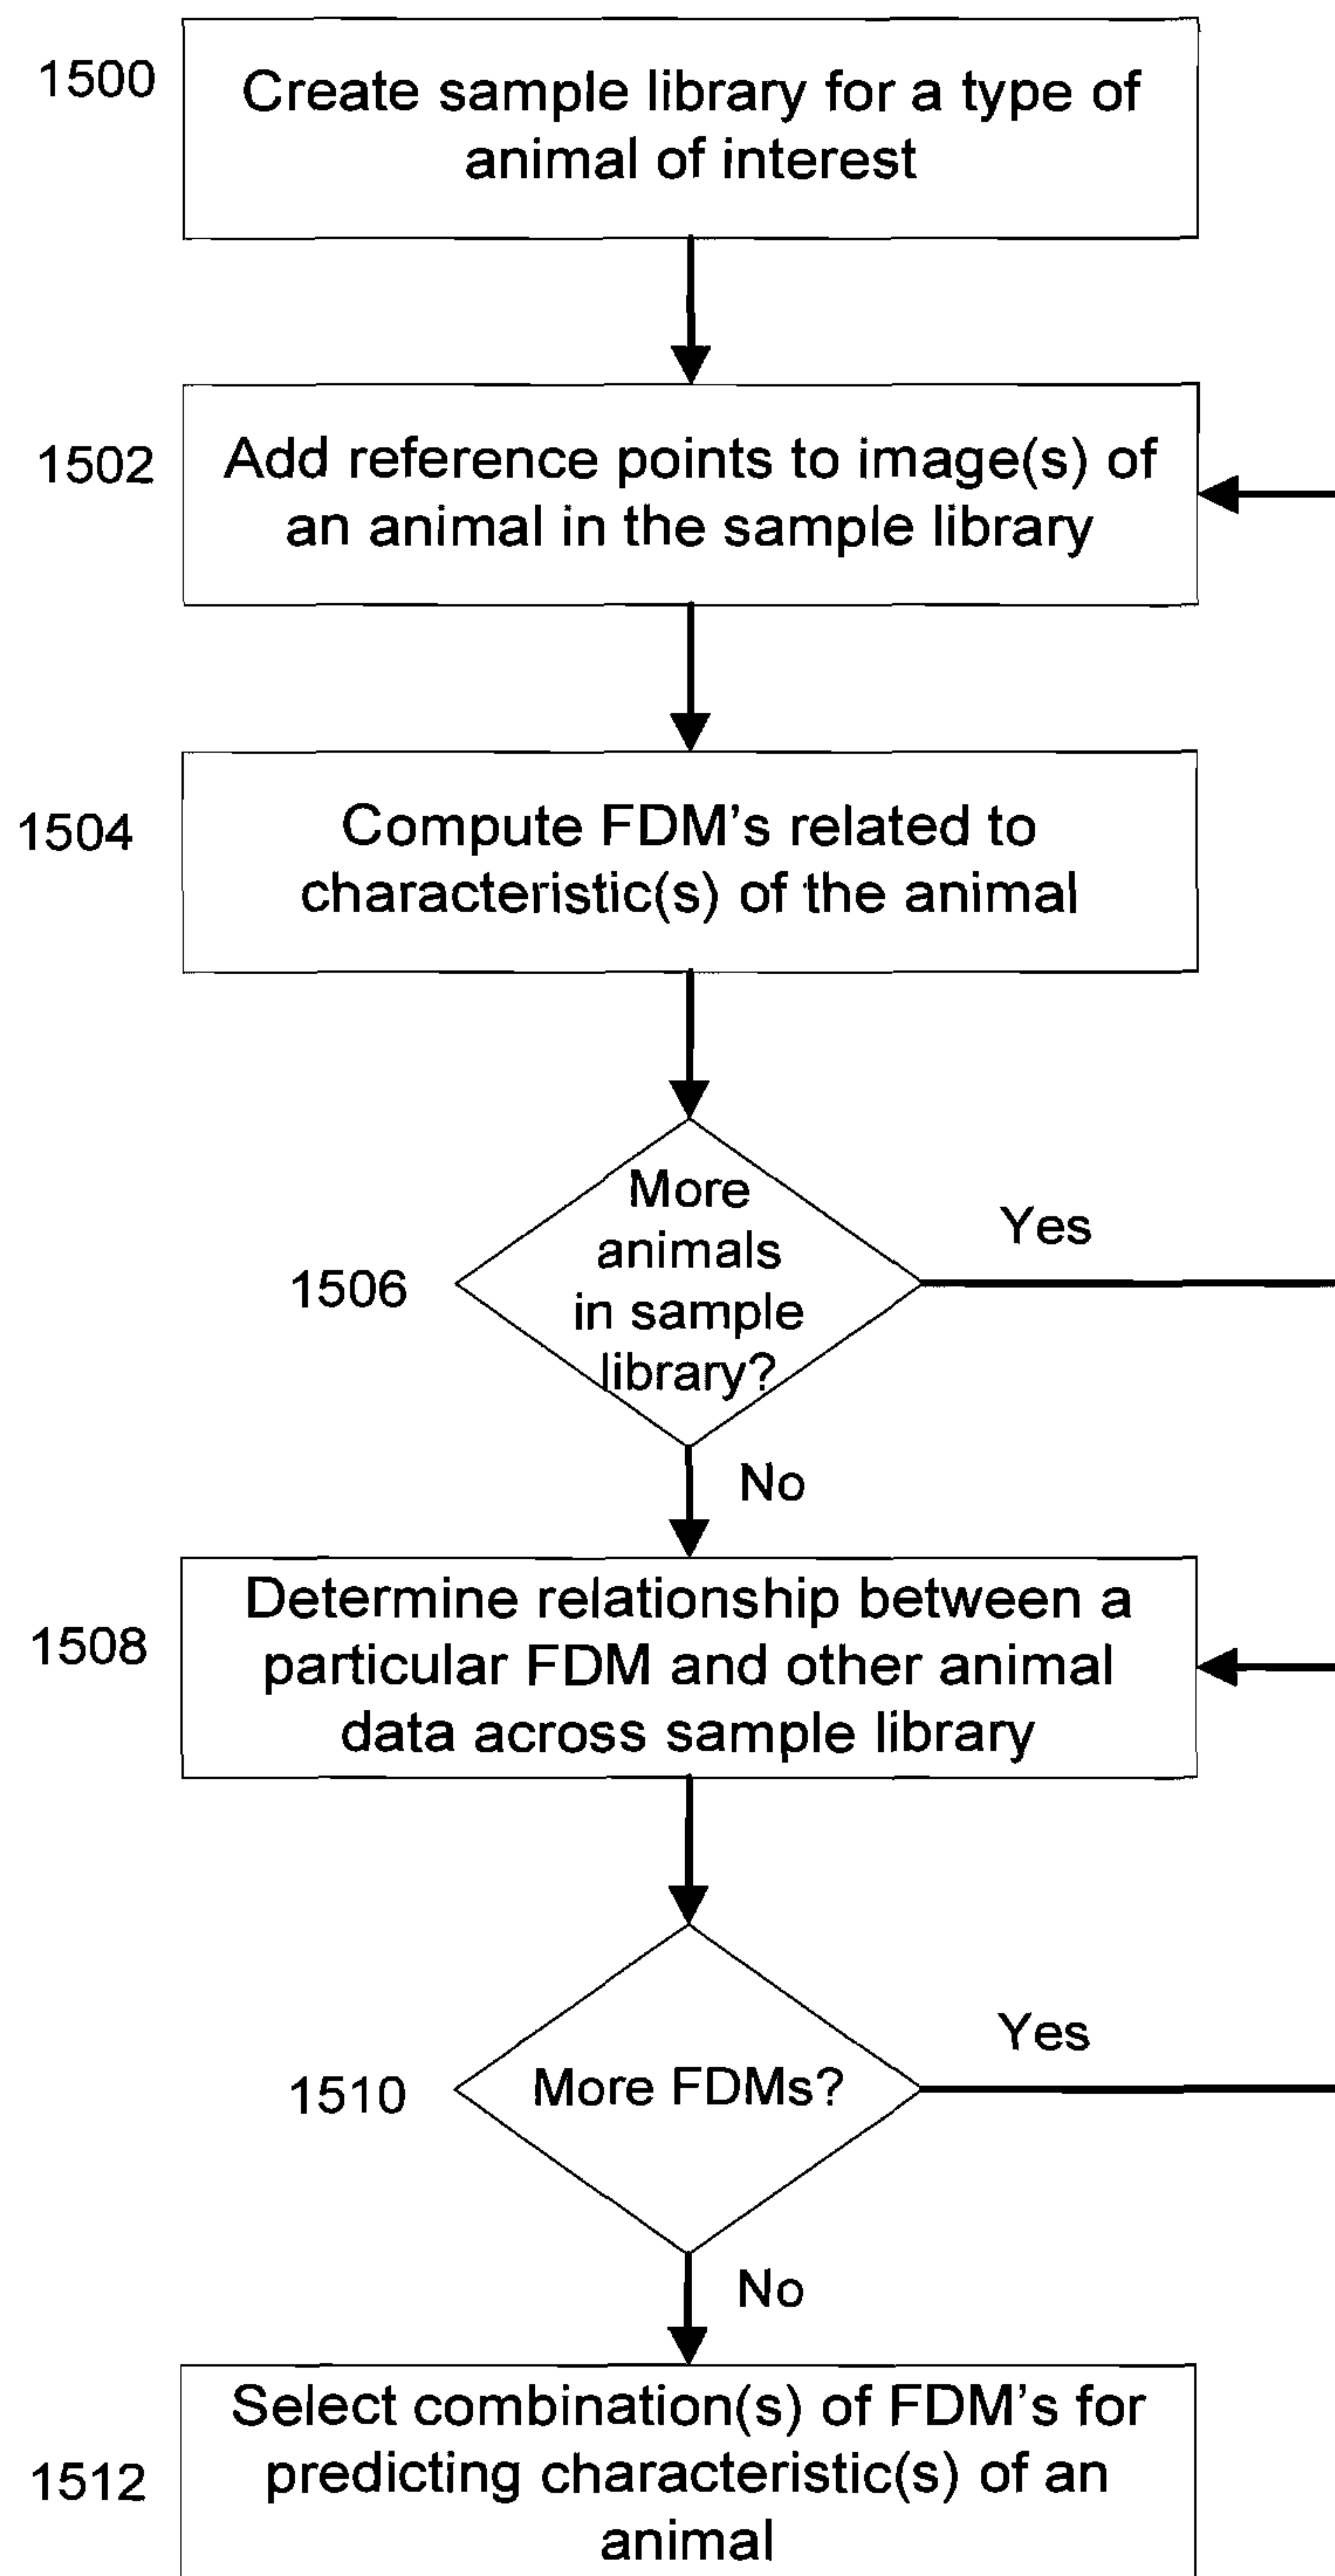 1500
Create sample library for a type of
animal of interest
1502
Add reference points to image(s) of
an animal in the sample library
1504
Compute FDM's related to
characteristic(s) of the animal
1506
More
animals
in sample
library?
Yes
No
1508
Determine relationship between a
particular FDM and other animal
data across sample library
1510
More FDMs?
Yes
No
1512
Select combination(s) of FDM's for
predicting characteristic(s) of an
animal